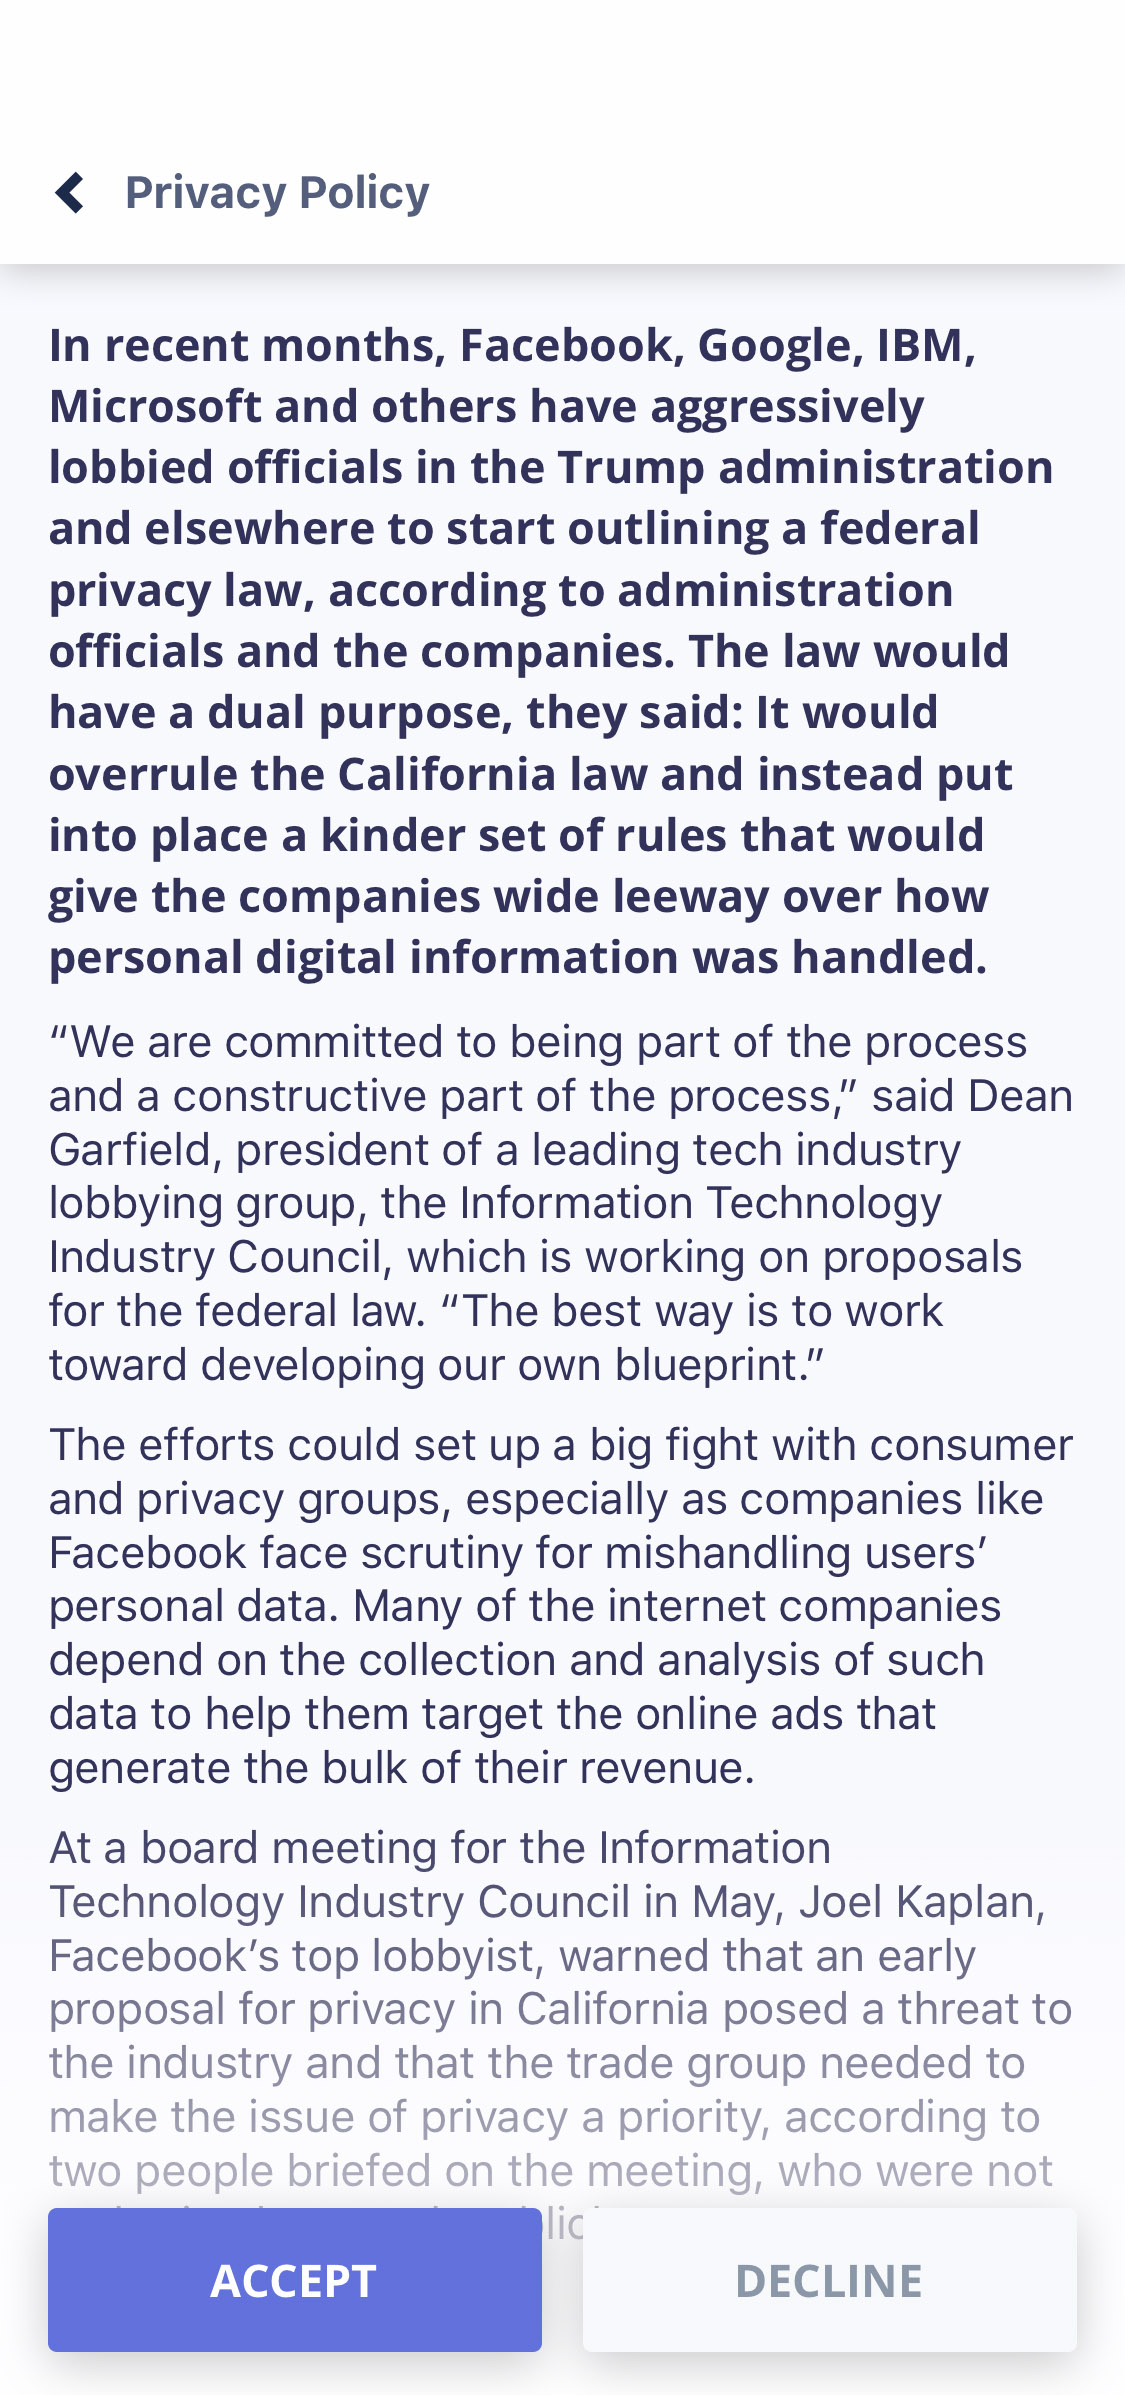 Privacy Policy
In recent months, Facebook, Google, IBM,
Microsoft and others have aggressively
lobbied officials in the Trump administration
and elsewhere to start outlining a federal
privacy law, according to administration
officials and the companies. The law would
have a dual purpose, they said: It would
overrule the California law and instead put
into place a kinder set of rules that would
give the companies wide leeway over how
personal digital information was handled.
“We are committed to being part of the process
and a constructive part of the process,” said Dean
Garfield, president of a leading tech industry
lobbying group, the Information Technology
Industry Council, which is working on proposals
for the federal law. “The best way is to work
toward developing our own blueprint.”
The efforts could set up a big fight with consumer
and privacy groups, especially as companies like
Facebook face scrutiny for mishandling users’
personal data. Many of the internet companies
depend on the collection and analysis of such
data to help them target the online ads that
generate the bulk of their revenue.
At a board meeting for the Information
Technology Industry Council in May, Joel Kaplan,
Facebook’s top lobbyist, warned that an early
proposal for privacy in California posed a threat to
the industry and that the trade group needed to
make the issue of privacy a priority, according to
two people briefed on the meeting, who were not
ACCEPT
DECLINE